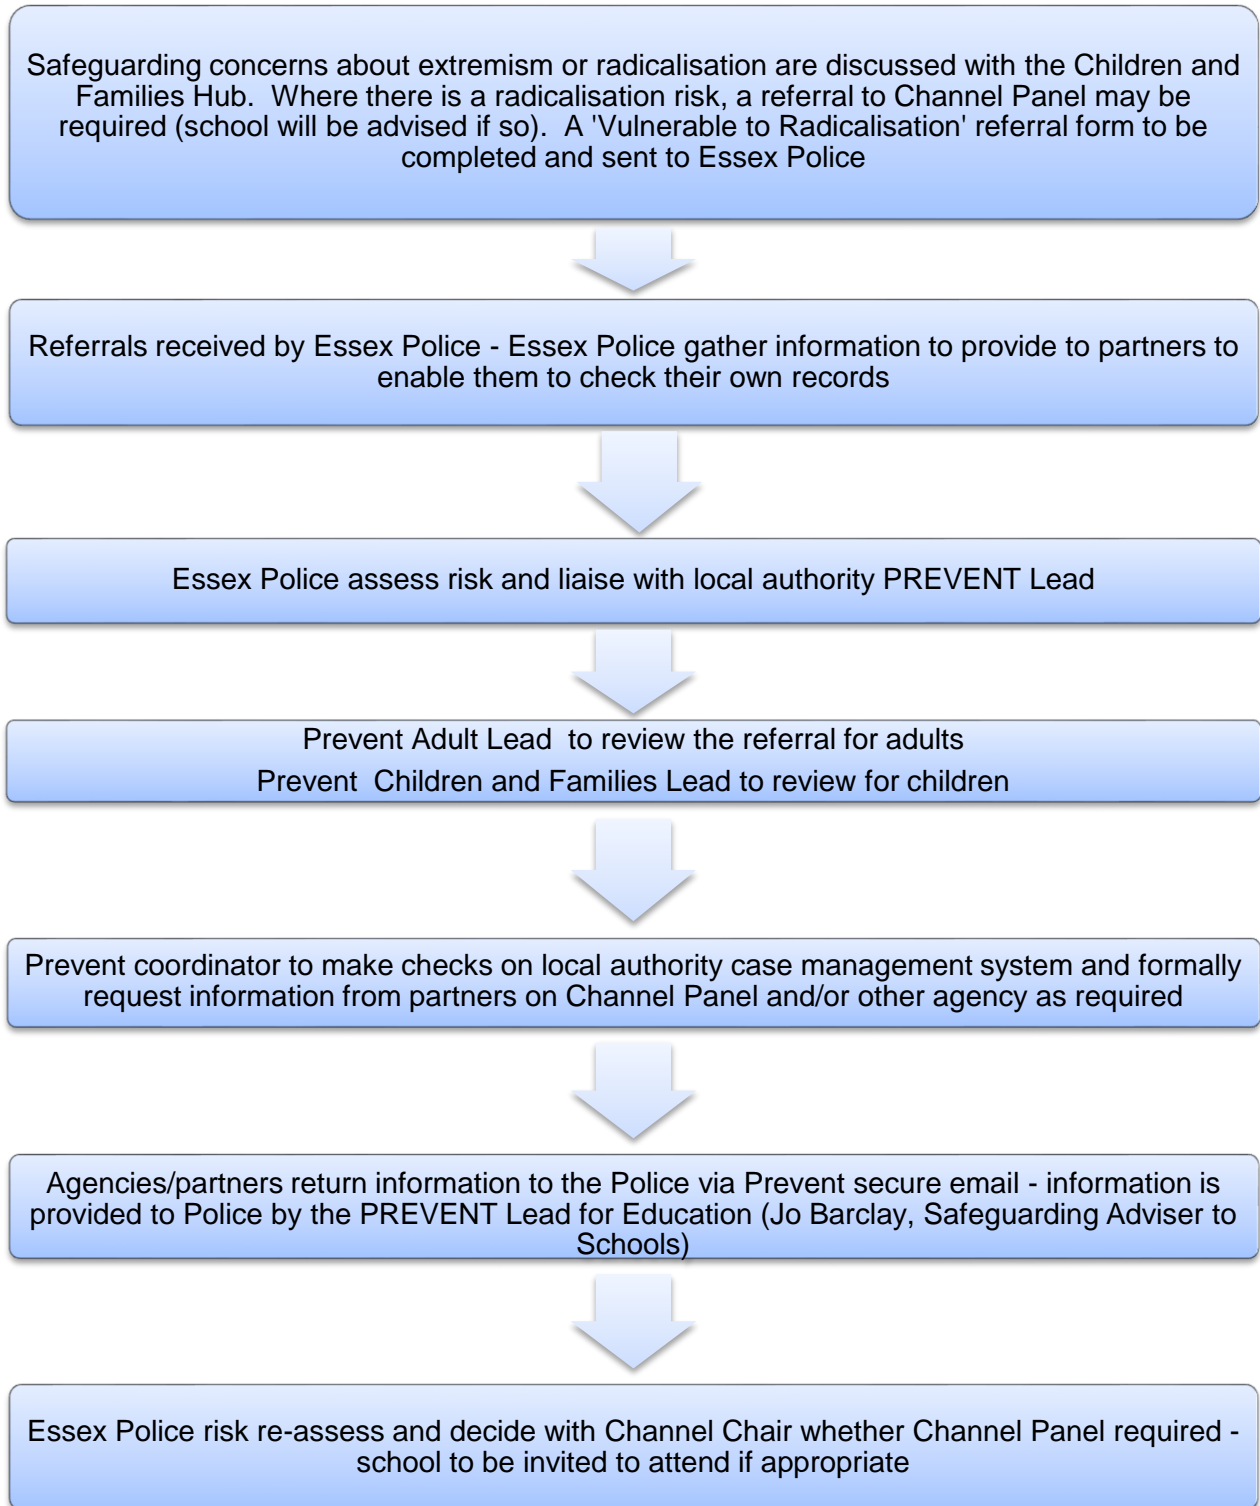 Safeguarding concerns about extremism or radicalisation are discussed with the Children and
Families Hub.  Where there is a radicalisation risk, a referral to Channel Panel may be
required (school will be advised if so).  A 'Vulnerable to Radicalisation' referral form to be
completed and sent to Essex Police
Referrals received by Essex Police - Essex Police gather information to provide to partners to
enable them to check their own records
Essex Police assess risk and liaise with local authority PREVENT Lead
Prevent Adult Lead  to review the referral for adults
Prevent  Children and Families Lead to review for children
Prevent coordinator to make checks on local authority case management system and formally
request information from partners on Channel Panel and/or other agency as required
Agencies/partners return information to the Police via Prevent secure email - information is
provided to Police by the PREVENT Lead for Education (Jo Barclay, Safeguarding Adviser to
Schools)
Essex Police risk re-assess and decide with Channel Chair whether Channel Panel required -
school to be invited to attend if appropriate